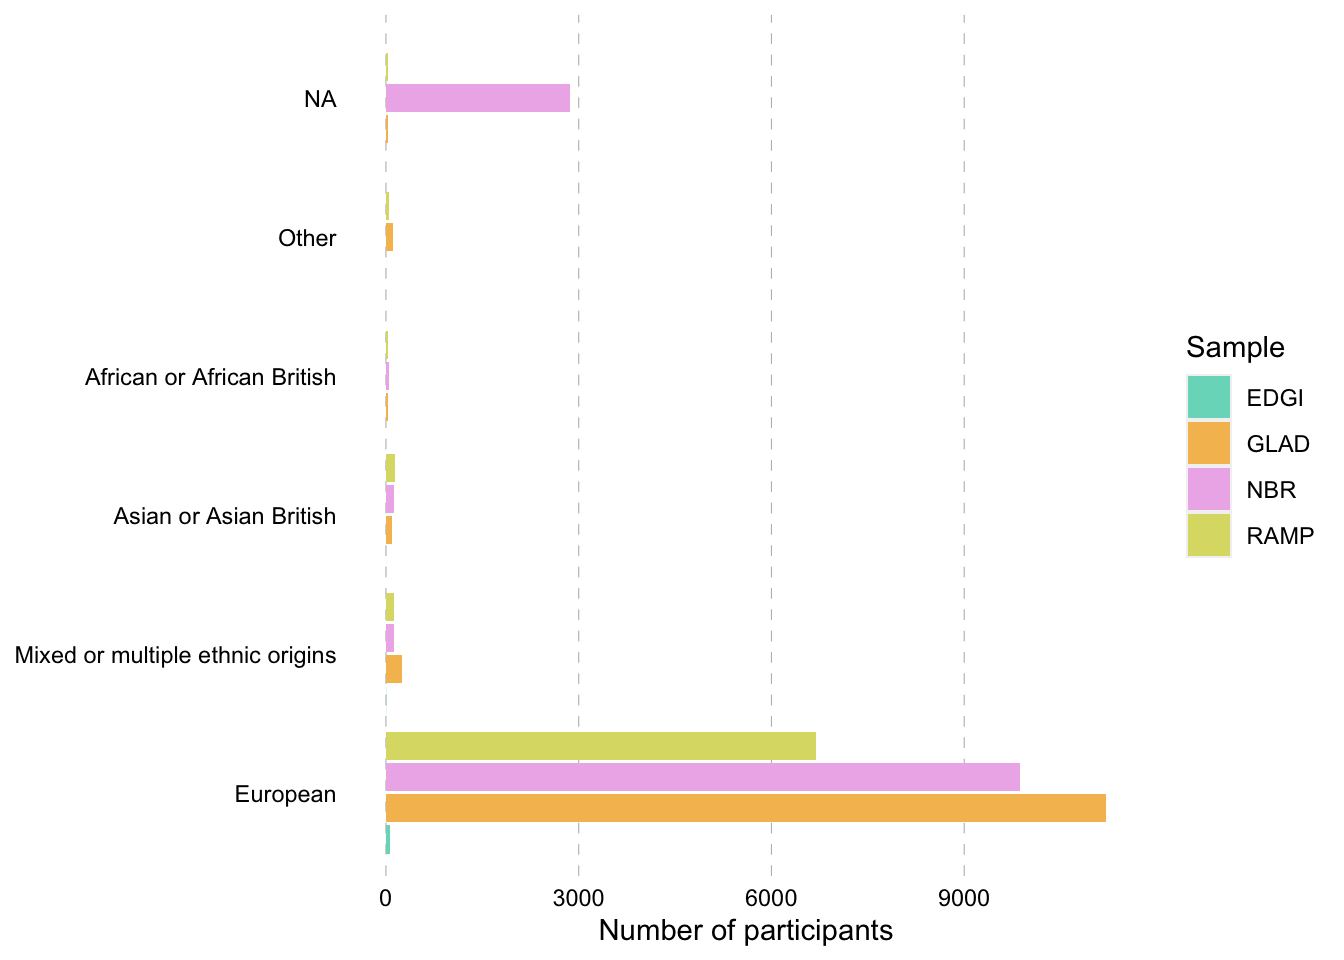 NA
Other
African or African British
Asian or Asian British
Mixed or multiple ethnic origins
European
0 3000 6000 9000
Number of participants
Sample
EDGI
GLAD
NBR
RAMP